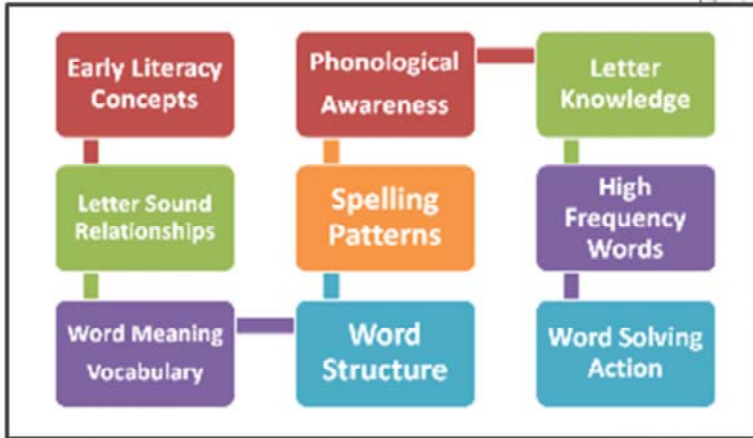 Early Literacy
Concepts
Letter Sound
Relationships
Word Meaning
Vocabulary
Word
Structure
Spelling
Patterns
Phonological
Awareness
Letter
Knowledge
High
Frequency
Words
Word Solving
Action